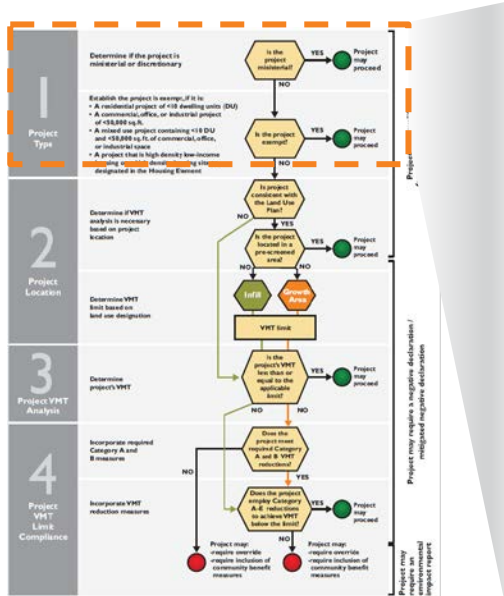 1
Project
Type
Determine if the project is
ministerial or discretionary
Is the
project
ministerial?
YES
Project
may
proceed
NO
Establish the project is exempt, if it is:
• A residential project of <10 dwelling units (DU)
• A commercial, office, or industrial project
of <50,000 sq. ft.
• A mixed use project containing <10 DU
and <50,000 sq. ft. of commercial, office,
or industrial space
• A project that is high density low-income
designated in the Housing Element
Is the project
exempt?
YES
Project
may
proceed
NO
Project
2
Project
Location
Determine if VMT
analysis is necessary
based on project
location
Is project
consistent with
the Land Use
Plan?
NO
YES
Is the project
located in a
pre-screened
area?
YES
Project
may
proceed
NO
NO
Determine VMT
limit based on
land use designation
Infill
Growth
Area
VMT limit
3
Project VMT
Analysis
Determine
project's VMT
Is the
project's VMT
less than or
equal to the
applicable
limit?
YES
Project
may
proceed
NO
NO
4
Project
VMT
Limit
Compliance
Incorporate required
Category A and
B measures
Does the
project meet
required Category
A and B VMT
reductions?
NO
YES
Incorporate VMT
reduction measures
Does the project
employ Category
A-E reductions
to achieve VMT
below the limit?
YES
Project
may
proceed
NO
Project may:
-require override
-require inclusion of
community benefit
measures
Project may:
-require override
-require inclusion of
community benefit
measures
Project may require a negative declaration /
mitigated negative declaration
Project may
require an
environmental
impact report